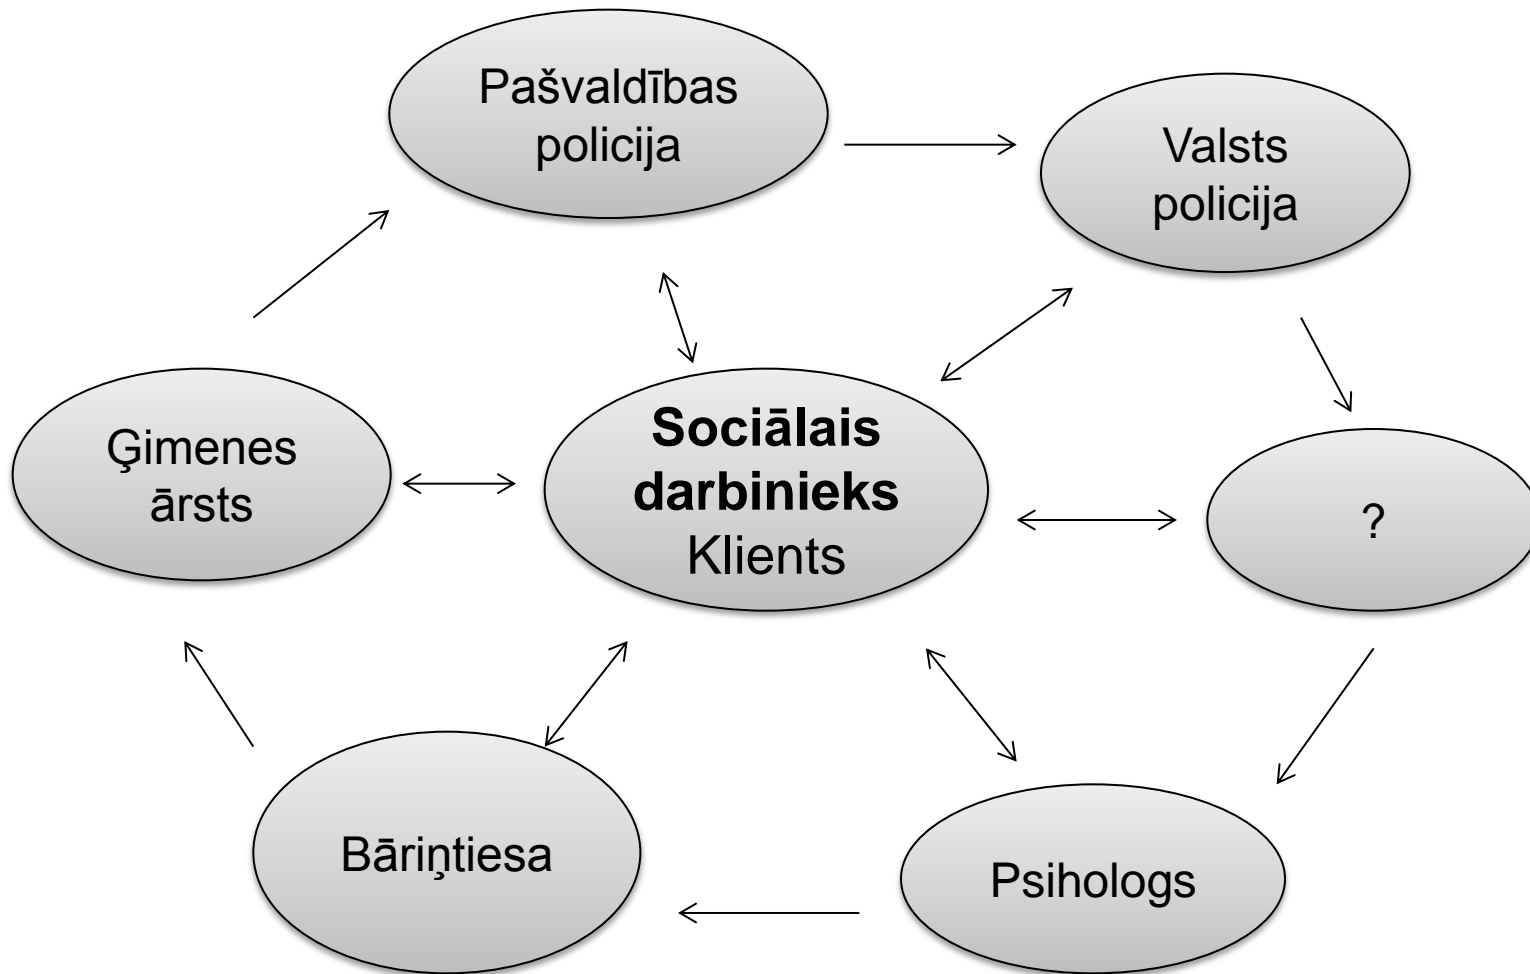 Pašvaldības
policija
Valsts
policija
Ģimenes
ārsts
Sociālais
darbinieks
Klients
?
Bāriņtiesa
Psihologs